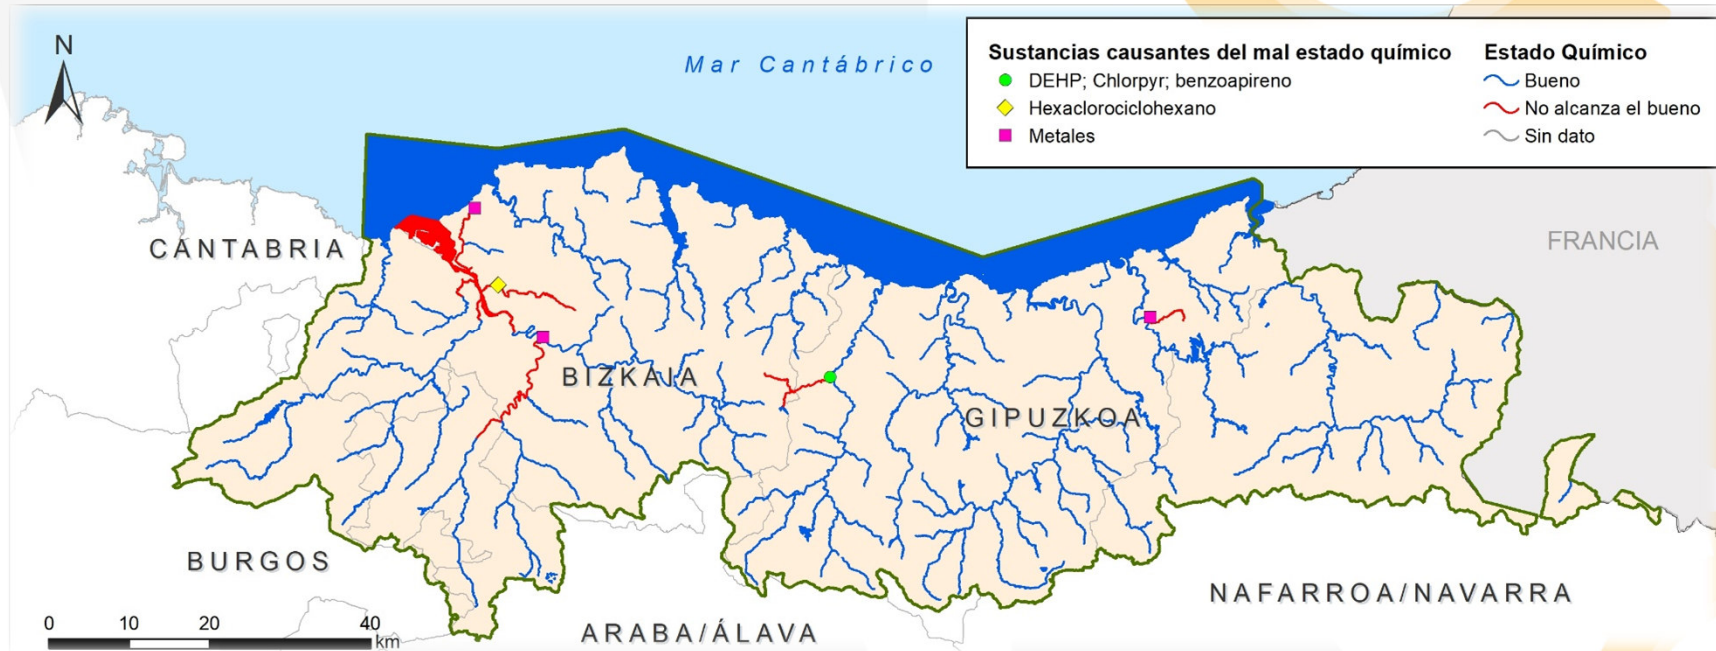 N
Mar Cantábrico
Sustancias causantes del mal estado químico
DEHP; Chlorpyr; benzoapireno
Hexaclorociclohexano
Metales
Estado Químico
Bueno
No alcanza el bueno
Sin dato
CANTABRIA
FRANCIA
BIZKAIA
GIPUZKOA
BURGOS
NAFARROA/NAVARRA
ARABA/ÁLAVA
0 10 20 40
km